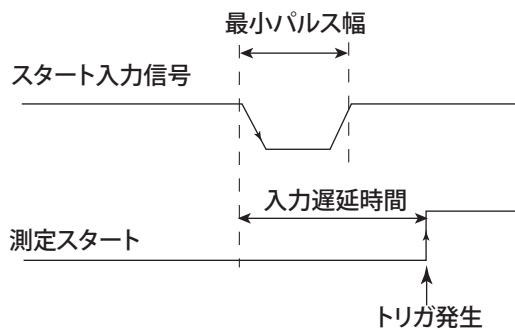 最小パルス幅
スタート入力信号
入力遅延時間
測定スタート
トリガ発生